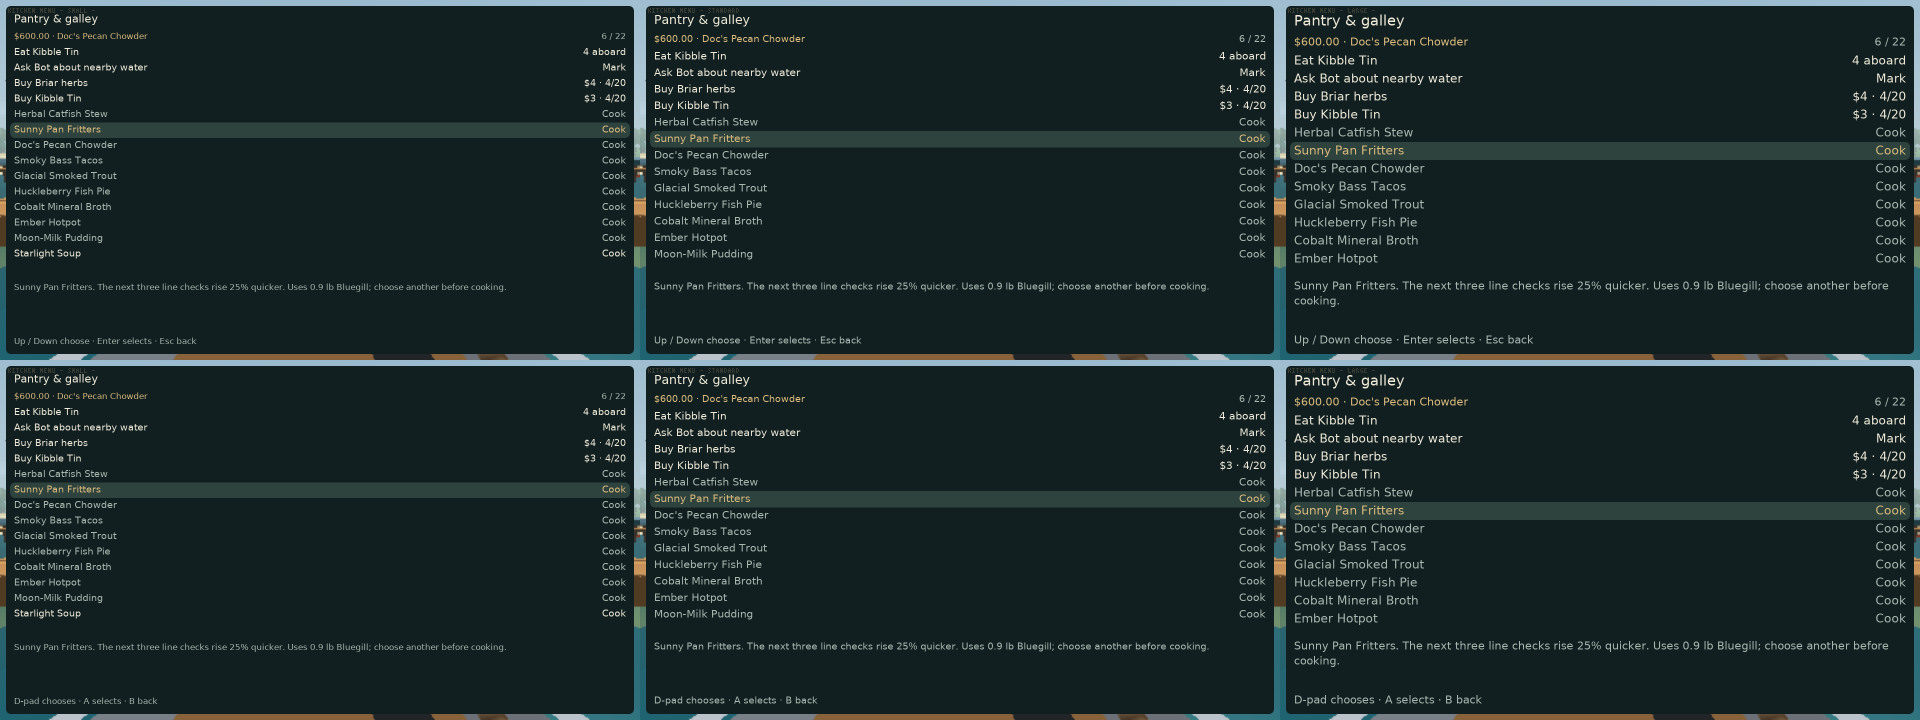 KITCHEN MENU - SMALL -
Pantry & galley
$600.00 · Doc's Pecan Chowder 6 / 22
Eat Kibble Tin 4 aboard
Ask Bot about nearby water Mark
Buy Briar herbs $4 · 4/20
Buy Kibble Tin $3 · 4/20
Herbal Catfish Stew Cook
Sunny Pan Fritters Cook
Doc's Pecan Chowder Cook
Smoky Bass Tacos Cook
Glacial Smoked Trout Cook
Huckleberry Fish Pie Cook
Cobalt Mineral Broth Cook
Ember Hotpot Cook
Moon-Milk Pudding Cook
Starlight Soup Cook
Sunny Pan Fritters. The next three line checks rise 25% quicker. Uses 0.9 lb Bluegill; choose another before cooking.
Up / Down choose · Enter selects · Esc back
KITCHEN MENU - STANDARD
Pantry & galley
$600.00 · Doc's Pecan Chowder 6 / 22
Eat Kibble Tin 4 aboard
Ask Bot about nearby water Mark
Buy Briar herbs $4 · 4/20
Buy Kibble Tin $3 · 4/20
Herbal Catfish Stew Cook
Sunny Pan Fritters Cook
Doc's Pecan Chowder Cook
Smoky Bass Tacos Cook
Glacial Smoked Trout Cook
Huckleberry Fish Pie Cook
Cobalt Mineral Broth Cook
Ember Hotpot Cook
Moon-Milk Pudding Cook
Sunny Pan Fritters. The next three line checks rise 25% quicker. Uses 0.9 lb Bluegill; choose another before cooking.
Up / Down choose · Enter selects · Esc back
KITCHEN MENU - LARGE -
Pantry & galley
$600.00 · Doc's Pecan Chowder 6 / 22
Eat Kibble Tin 4 aboard
Ask Bot about nearby water Mark
Buy Briar herbs $4 · 4/20
Buy Kibble Tin $3 · 4/20
Herbal Catfish Stew Cook
Sunny Pan Fritters Cook
Doc's Pecan Chowder Cook
Smoky Bass Tacos Cook
Glacial Smoked Trout Cook
Huckleberry Fish Pie Cook
Cobalt Mineral Broth Cook
Ember Hotpot Cook
Sunny Pan Fritters. The next three line checks rise 25% quicker. Uses 0.9 lb Bluegill; choose another before
cooking.
Up / Down choose · Enter selects · Esc back
KITCHEN MENU - SMALL -
Pantry & galley
$600.00 · Doc's Pecan Chowder 6 / 22
Eat Kibble Tin 4 aboard
Ask Bot about nearby water Mark
Buy Briar herbs $4 · 4/20
Buy Kibble Tin $3 · 4/20
Herbal Catfish Stew Cook
Sunny Pan Fritters Cook
Doc's Pecan Chowder Cook
Smoky Bass Tacos Cook
Glacial Smoked Trout Cook
Huckleberry Fish Pie Cook
Cobalt Mineral Broth Cook
Ember Hotpot Cook
Moon-Milk Pudding Cook
Starlight Soup Cook
Sunny Pan Fritters. The next three line checks rise 25% quicker. Uses 0.9 lb Bluegill; choose another before cooking.
D-pad chooses · A selects · B back
KITCHEN MENU - STANDARD
Pantry & galley
$600.00 · Doc's Pecan Chowder 6 / 22
Eat Kibble Tin 4 aboard
Ask Bot about nearby water Mark
Buy Briar herbs $4 · 4/20
Buy Kibble Tin $3 · 4/20
Herbal Catfish Stew Cook
Sunny Pan Fritters Cook
Doc's Pecan Chowder Cook
Smoky Bass Tacos Cook
Glacial Smoked Trout Cook
Huckleberry Fish Pie Cook
Cobalt Mineral Broth Cook
Ember Hotpot Cook
Moon-Milk Pudding Cook
Sunny Pan Fritters. The next three line checks rise 25% quicker. Uses 0.9 lb Bluegill; choose another before cooking.
D-pad chooses · A selects · B back
KITCHEN MENU - LARGE -
Pantry & galley
$600.00 · Doc's Pecan Chowder 6 / 22
Eat Kibble Tin 4 aboard
Ask Bot about nearby water Mark
Buy Briar herbs $4 · 4/20
Buy Kibble Tin $3 · 4/20
Herbal Catfish Stew Cook
Sunny Pan Fritters Cook
Doc's Pecan Chowder Cook
Smoky Bass Tacos Cook
Glacial Smoked Trout Cook
Huckleberry Fish Pie Cook
Cobalt Mineral Broth Cook
Ember Hotpot Cook
Sunny Pan Fritters. The next three line checks rise 25% quicker. Uses 0.9 lb Bluegill; choose another before
cooking.
D-pad chooses · A selects · B back